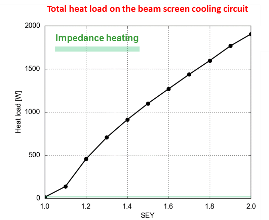 Total heat load on the beam screen cooling circuit
Impedance heating
2000
1500
1000
500
0
Heat load [W]
1.0 1.2 1.4 1.6 1.8 2.0
SEY